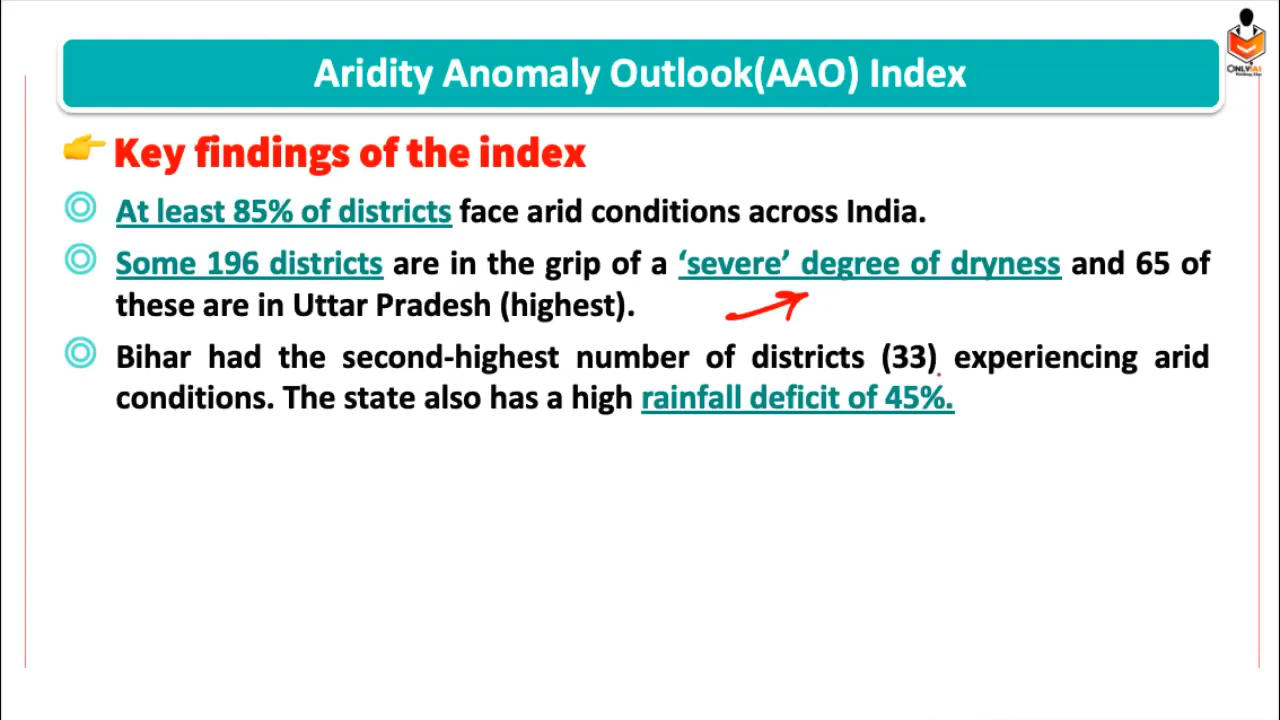 Aridity Anomaly Outlook(AAO) Index
ONLYIAS
Key findings of the index
At least 85% of districts face arid conditions across India.
Some 196 districts are in the grip of a ‘severe’ degree of dryness and 65 of
these are in Uttar Pradesh (highest).
Bihar had the second-highest number of districts (33) experiencing arid
conditions. The state also has a high rainfall deficit of 45%.